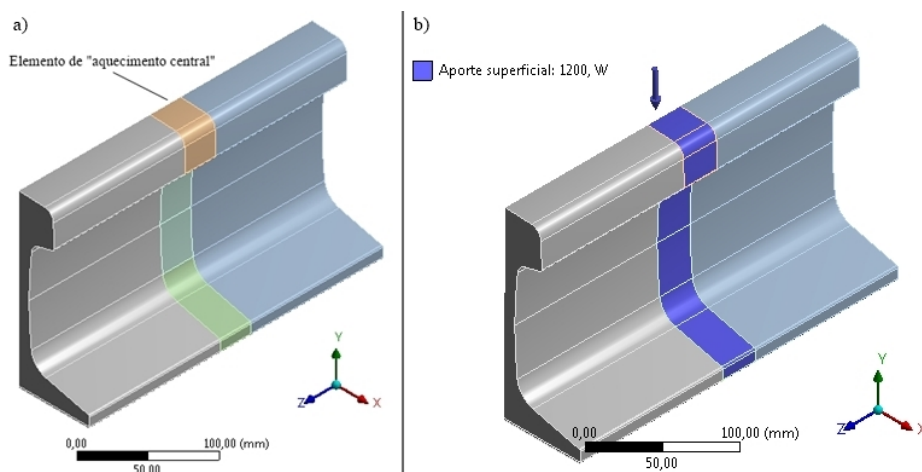 a)
Elemento de "aquecimento central"
Y
Z
X
0,00
100,00 (mm)
50,00
b)
Aporte superficial: 1200, W
Y
Z
X
0,00
100,00 (mm)
50,00